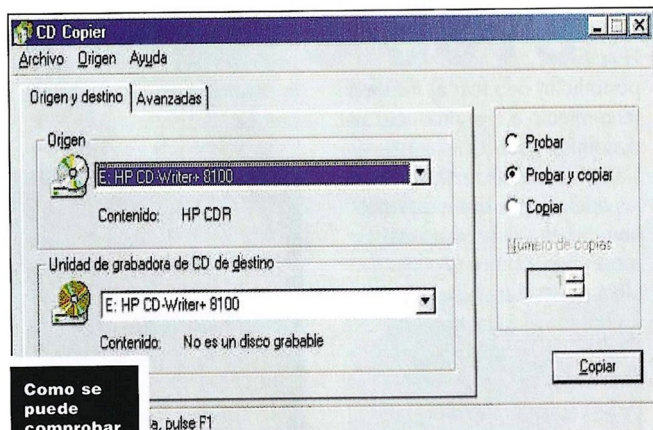 CD Copier
Archivo Origen Ayuda
Origen y destino Avanzadas
Origen
E: HP CD-Writer+ 8100
Contenido: HP CDR
Unidad de grabadora de CD de destino
E: HP CD-Writer+ 8100
Contenido: No es un disco grabable
Probar
Probar y copiar
Copiar
Número de copias
1
Copiar
a, pulse F1
Como se
puede
comprobar